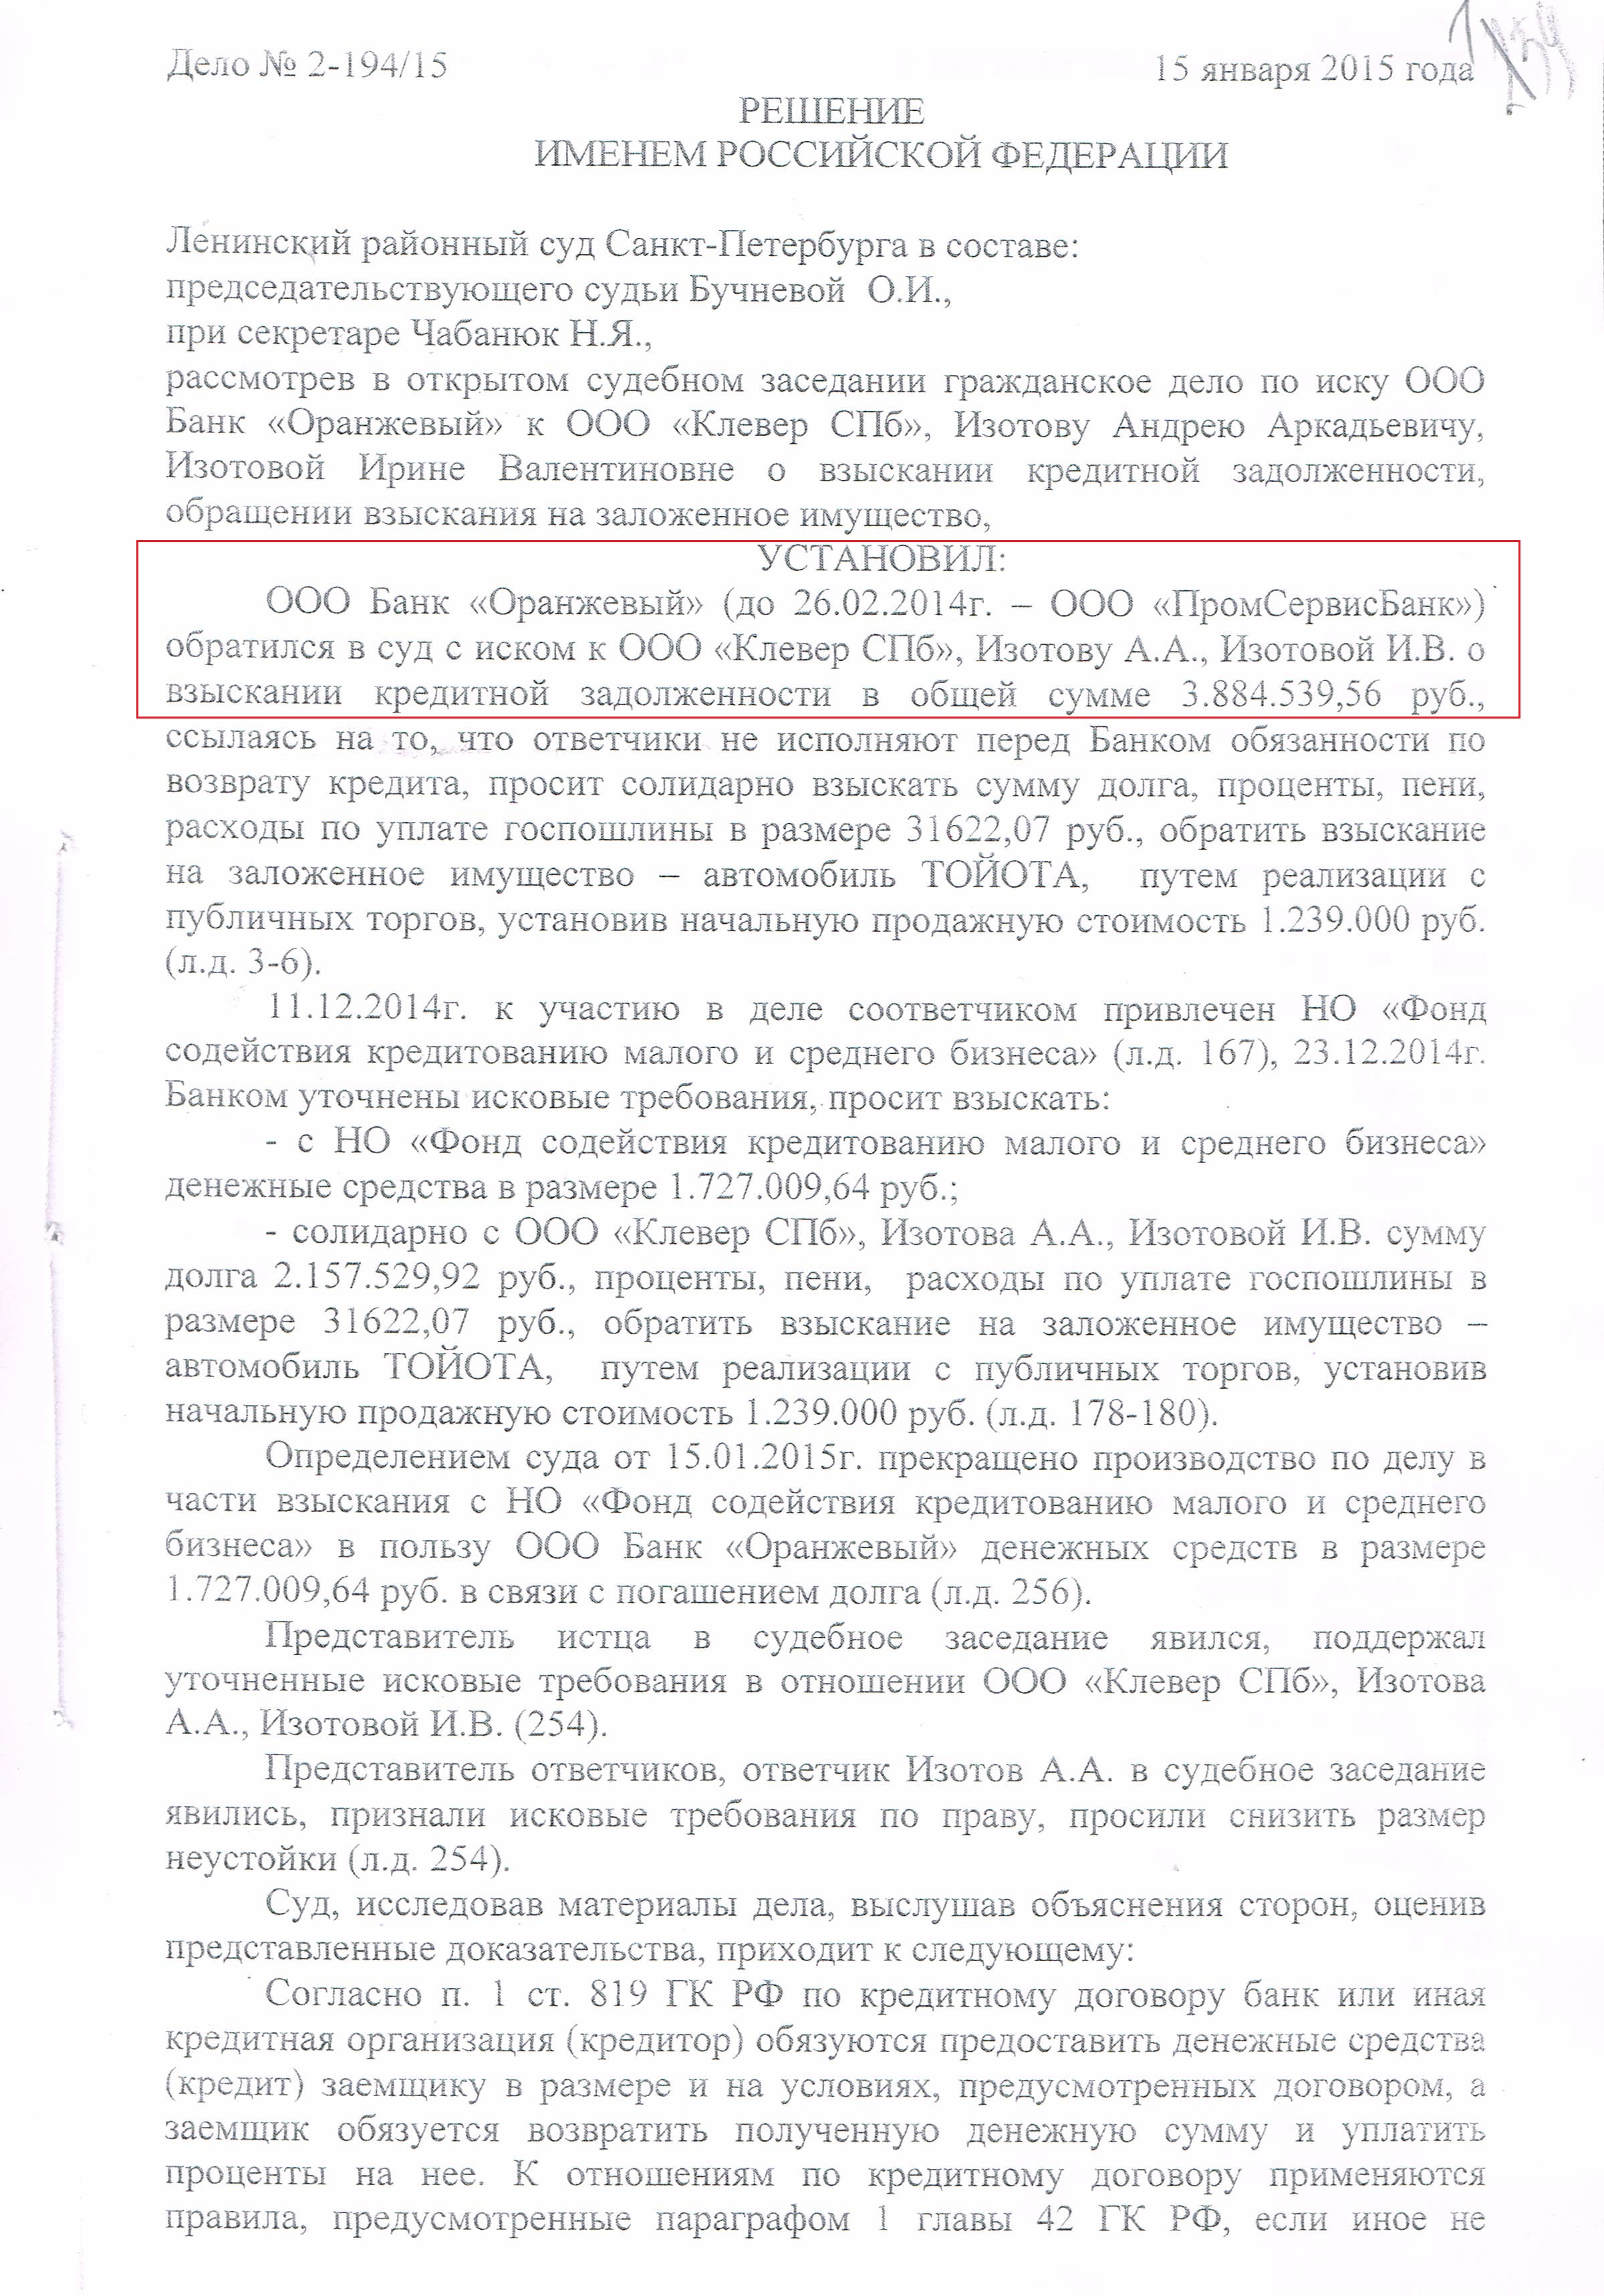 Дело № 2-194/15 15 января 2015 года
РЕШЕНИЕ
ИМЕНЕМ РОССИЙСКОЙ ФЕДЕРАЦИИ
Ленинский районный суд Санкт-Петербурга в составе:
председательствующего судьи Бучневой О.И.,
при секретаре Чабанюк Н.Я.,
рассмотрев в открытом судебном заседании гражданское дело по иску ООО
Банк «Оранжевый» к ООО «Клевер СПб», Изотову Андрею Аркадьевичу,
Изотовой Ирине Валентиновне о взыскании кредитной задолженности,
обращении взыскания на заложенное имущество,
УСТАНОВИЛ:
ООО Банк «Оранжевый» (до 26.02.2014г. – ООО «ПромСервисБанк»)
обратился в суд с иском к ООО «Клевер СПб», Изотову А.А., Изотовой И.В. о
взыскании кредитной задолженности в общей сумме 3.884.539,56 руб.,
ссылаясь на то, что ответчики не исполняют перед Банком обязанности по
возврату кредита, просит солидарно взыскать сумму долга, проценты, пени,
расходы по уплате госпошлины в размере 31622,07 руб., обратить взыскание
на заложенное имущество – автомобиль ТОЙОТА, путем реализации с
публичных торгов, установив начальную продажную стоимость 1.239.000 руб.
(л.д. 3-6).
11.12.2014г. к участию в деле соответчиком привлечен НО «Фонд
содействия кредитованию малого и среднего бизнеса» (л.д. 167), 23.12.2014г.
Банком уточнены исковые требования, просит взыскать:
- с НО «Фонд содействия кредитованию малого и среднего бизнеса»
денежные средства в размере 1.727.009,64 руб.;
- солидарно с ООО «Клевер СПб», Изотова А.А., Изотовой И.В. сумму
долга 2.157.529,92 руб., проценты, пени, расходы по уплате госпошлины в
размере 31622,07 руб., обратить взыскание на заложенное имущество –
автомобиль ТОЙОТА, путем реализации с публичных торгов, установив
начальную продажную стоимость 1.239.000 руб. (л.д. 178-180).
Определением суда от 15.01.2015г. прекращено производство по делу в
части взыскания с НО «Фонд содействия кредитованию малого и среднего
бизнеса» в пользу ООО Банк «Оранжевый» денежных средств в размере
1.727.009,64 руб. в связи с погашением долга (л.д. 256).
Представитель истца в судебное заседание явился, поддержал
уточненные исковые требования в отношении ООО «Клевер СПб», Изотова
А.А., Изотовой И.В. (254).
Представитель ответчиков, ответчик Изотов А.А. в судебное заседание
явились, признали исковые требования по праву, просили снизить размер
неустойки (л.д. 254).
Суд, исследовав материалы дела, выслушав объяснения сторон, оценив
представленные доказательства, приходит к следующему:
Согласно п. 1 ст. 819 ГК РФ по кредитному договору банк или иная
кредитная организация (кредитор) обязуются предоставить денежные средства
(кредит) заемщику в размере и на условиях, предусмотренных договором, а
заемщик обязуется возвратить полученную денежную сумму и уплатить
проценты на нее. К отношениям по кредитному договору применяются
правила, предусмотренные параграфом 1 главы 42 ГК РФ, если иное не